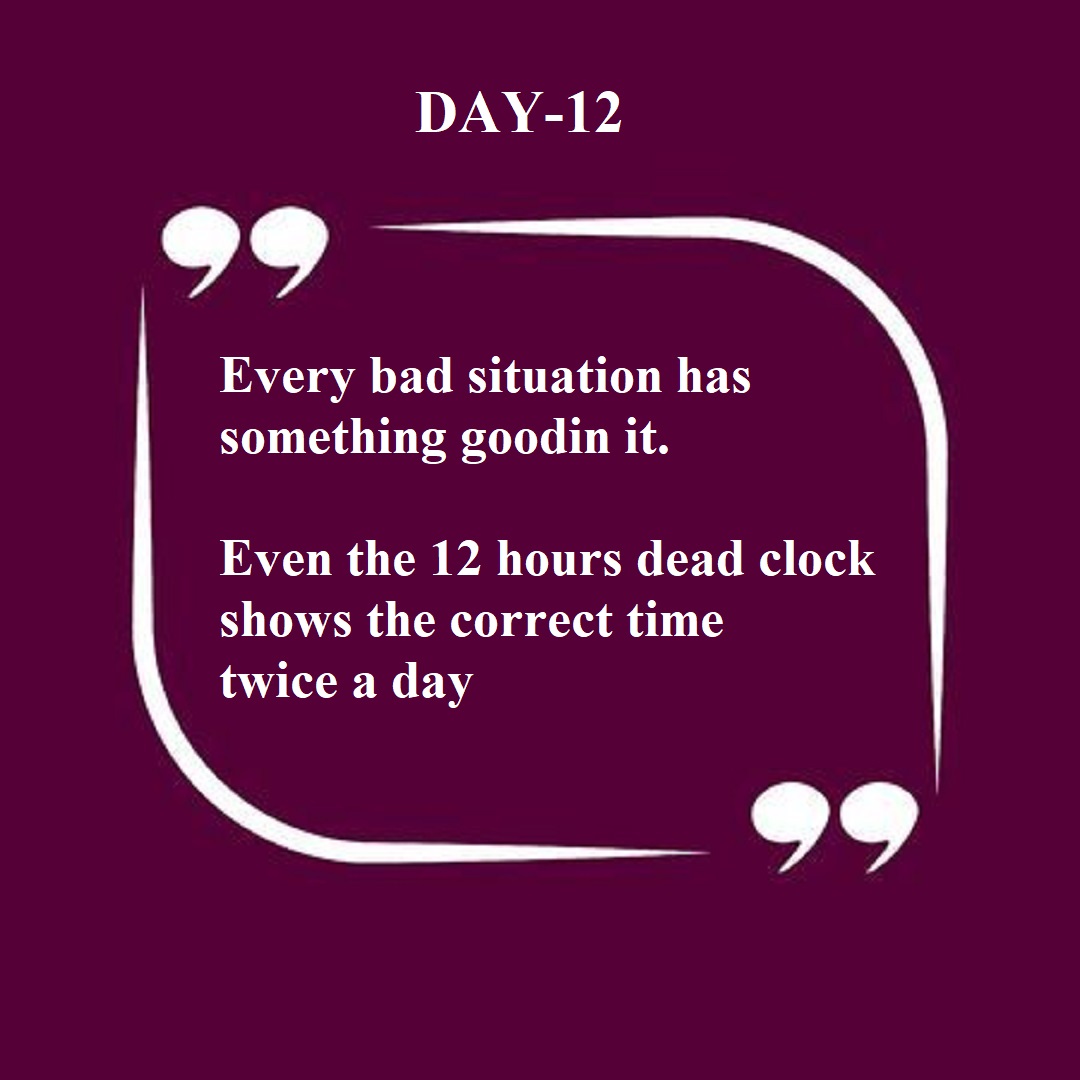 DAY-12
Every bad situation has
something goodin it.
Even the 12 hours dead clock
shows the correct time
twice a day